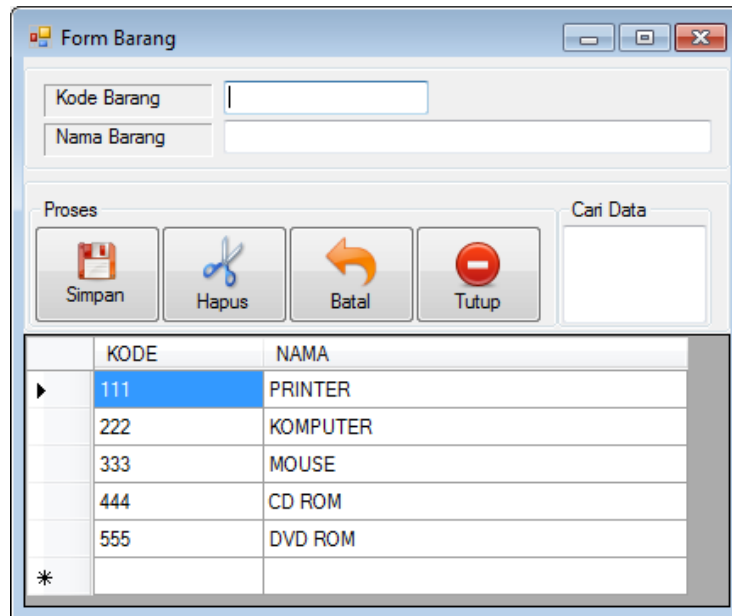 Form Barang
Kode Barang
Nama Barang
Proses
Cari Data
Simpan
Hapus
Batal
Tutup
KODE NAMA
111 PRINTER
222 KOMPUTER
333 MOUSE
444 CD ROM
555 DVD ROM